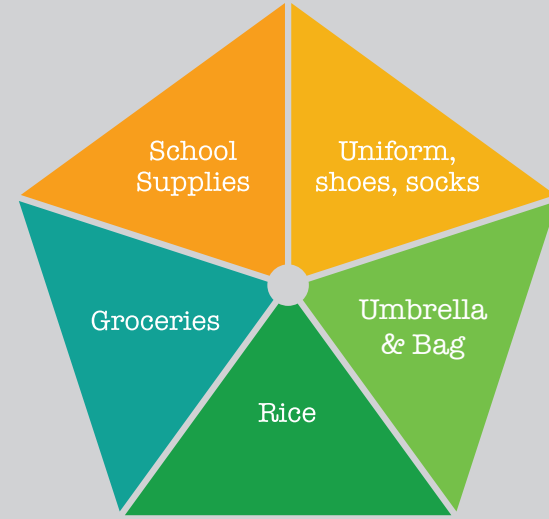 School
Supplies
Uniform,
shoes, socks
Groceries
Umbrella
& Bag
Rice